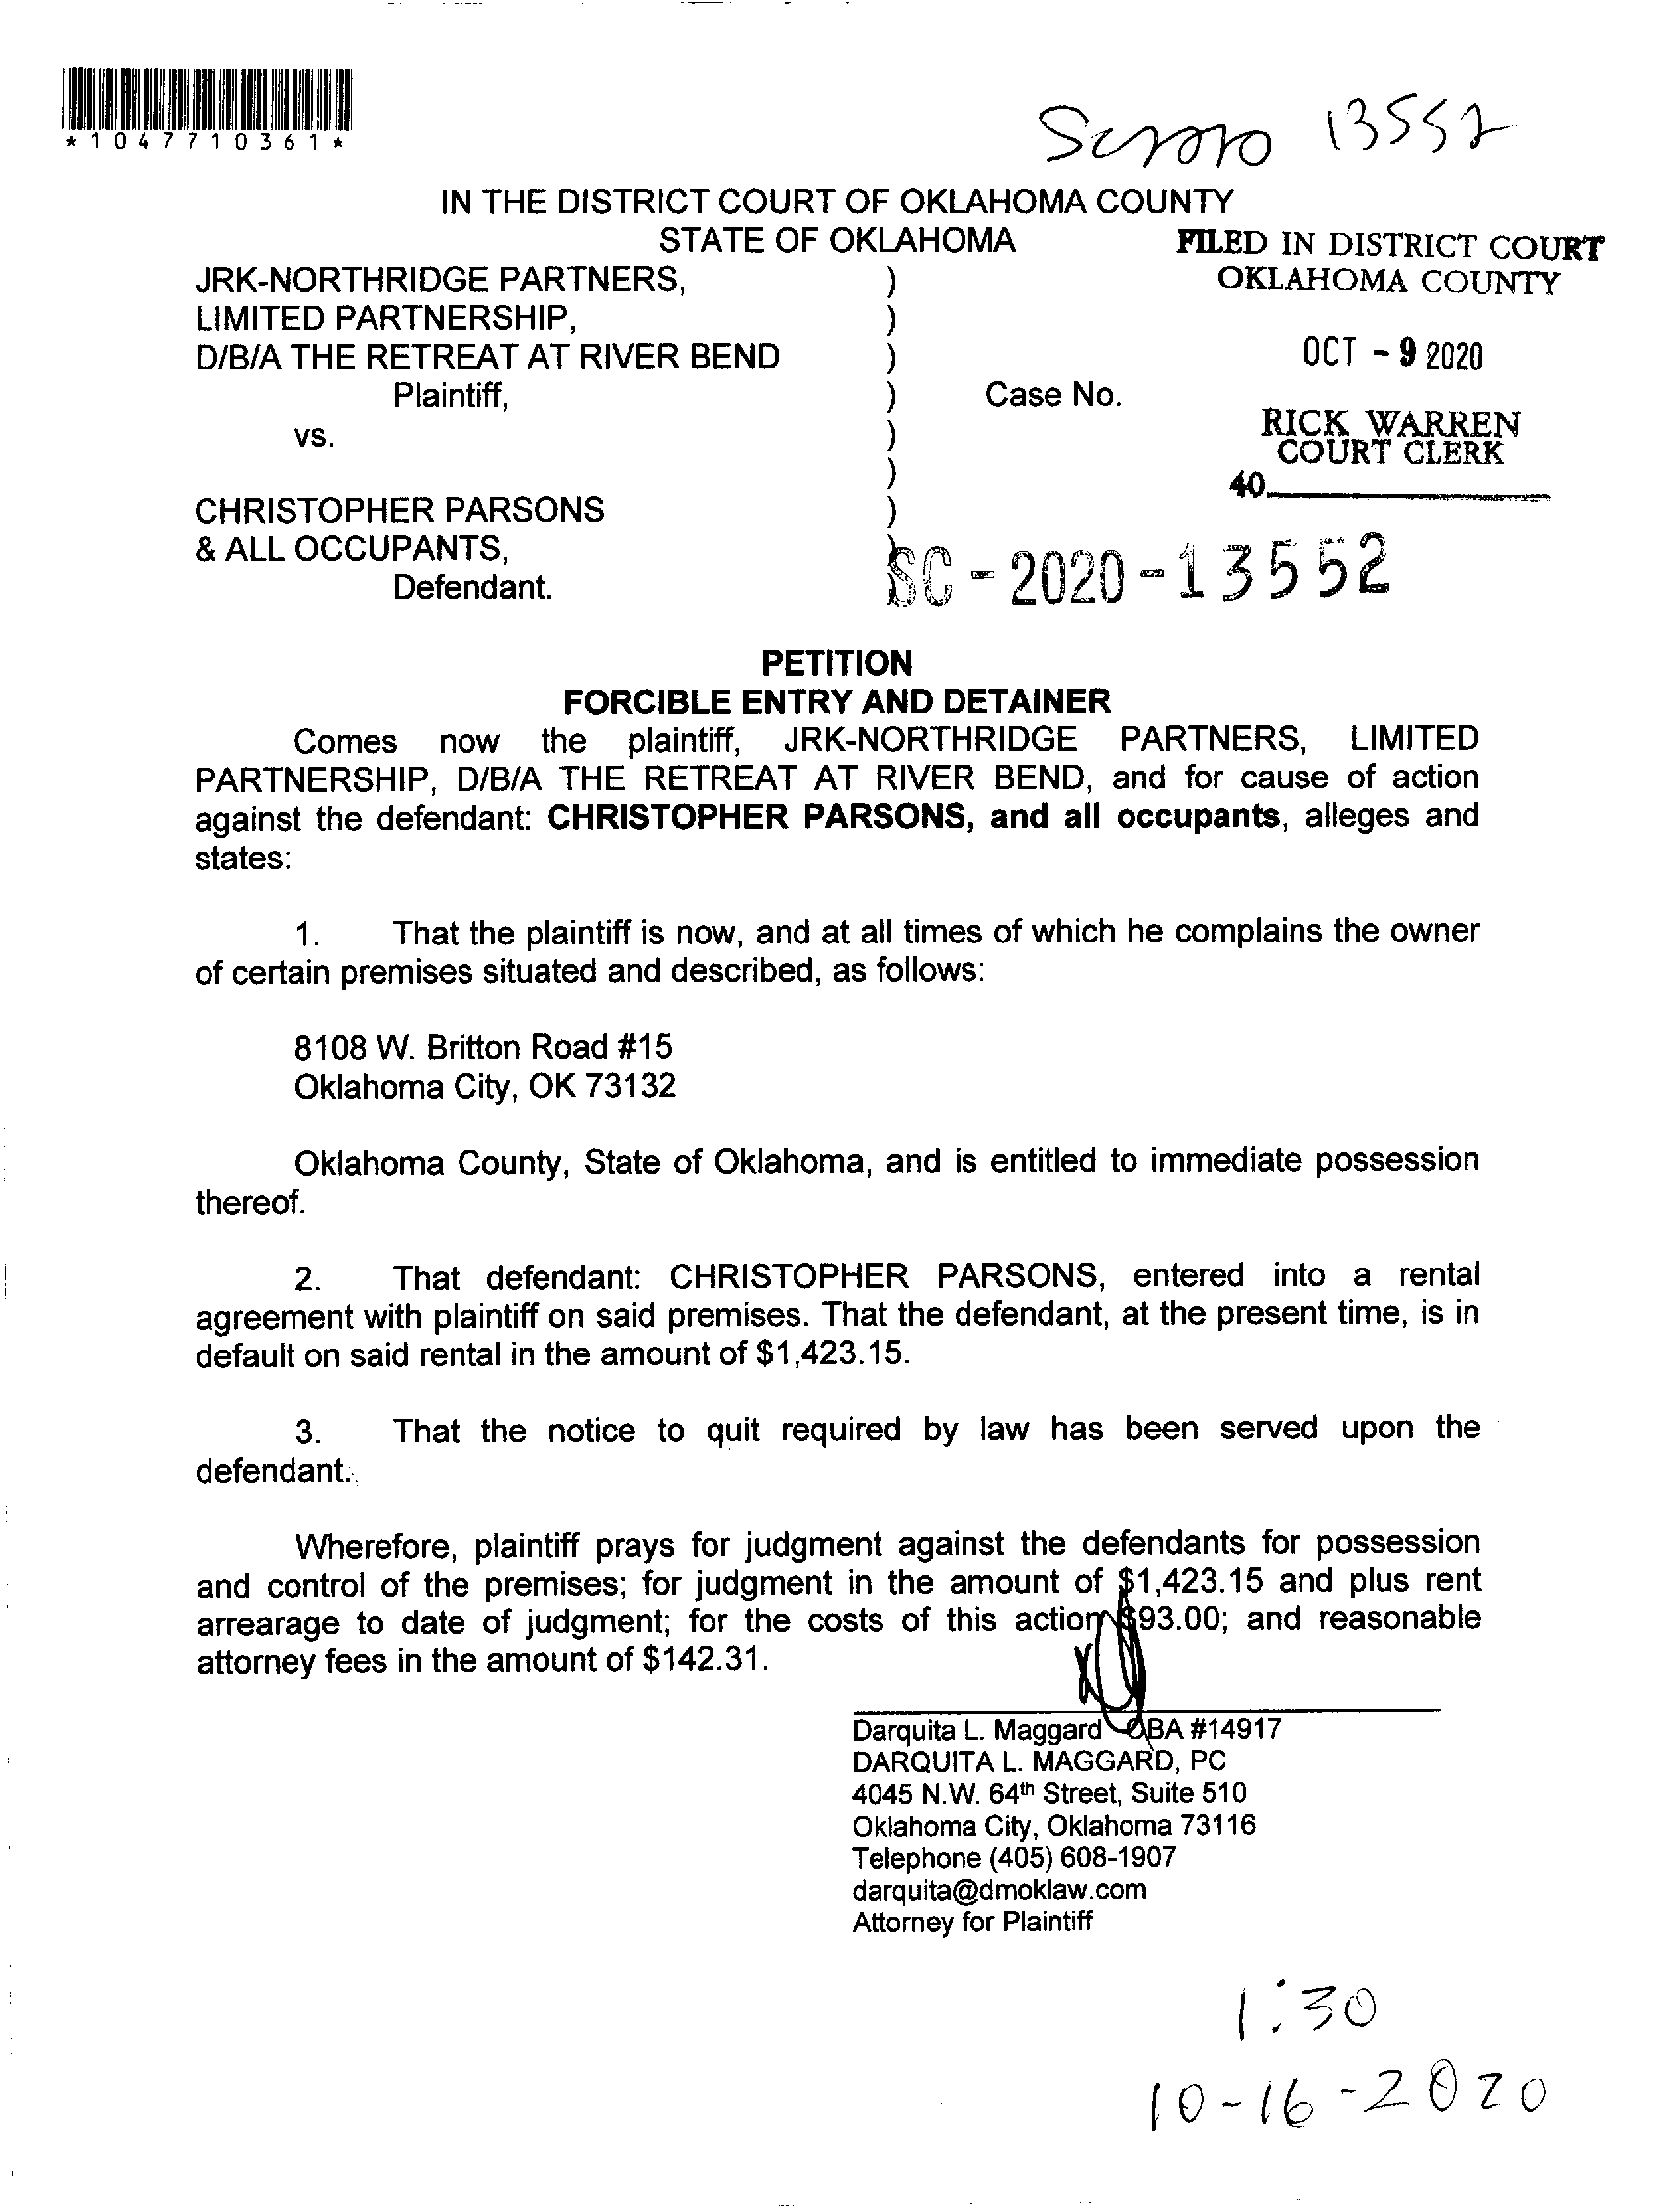 *1047710361*
13552
IN THE DISTRICT COURT OF OKLAHOMA COUNTY
STATE OF OKLAHOMA
FILED IN DISTRICT COURT
OKLAHOMA COUNTY
JRK-NORTHRIDGE PARTNERS, )
LIMITED PARTNERSHIP, )
D/B/A THE RETREAT AT RIVER BEND )
OCT - 9 2020
Plaintiff, ) Case No.
RICK WARREN
COURT CLERK
vs. )
)
40
CHRISTOPHER PARSONS )
& ALL OCCUPANTS, )
SC - 2020 - 13552
Defendant.
PETITION
FORCIBLE ENTRY AND DETAINER
Comes now the plaintiff, JRK-NORTHRIDGE PARTNERS, LIMITED
PARTNERSHIP, D/B/A THE RETREAT AT RIVER BEND, and for cause of action
against the defendant: CHRISTOPHER PARSONS, and all occupants, alleges and
states:
1. That the plaintiff is now, and at all times of which he complains the owner
of certain premises situated and described, as follows:
8108 W. Britton Road #15
Oklahoma City, OK 73132
Oklahoma County, State of Oklahoma, and is entitled to immediate possession
thereof.
2. That defendant: CHRISTOPHER PARSONS, entered into a rental
agreement with plaintiff on said premises. That the defendant, at the present time, is in
default on said rental in the amount of $1,423.15.
3. That the notice to quit required by law has been served upon the
defendant.
Wherefore, plaintiff prays for judgment against the defendants for possession
and control of the premises; for judgment in the amount of $1,423.15 and plus rent
arrearage to date of judgment; for the costs of this action $93.00; and reasonable
attorney fees in the amount of $142.31.
Darquita L. Maggard OBA #14917
DARQUITA L. MAGGARD, PC
4045 N.W. 64th Street, Suite 510
Oklahoma City, Oklahoma 73116
Telephone (405) 608-1907
darquita@dmoklaw.com
Attorney for Plaintiff
1:30
10-16-2020